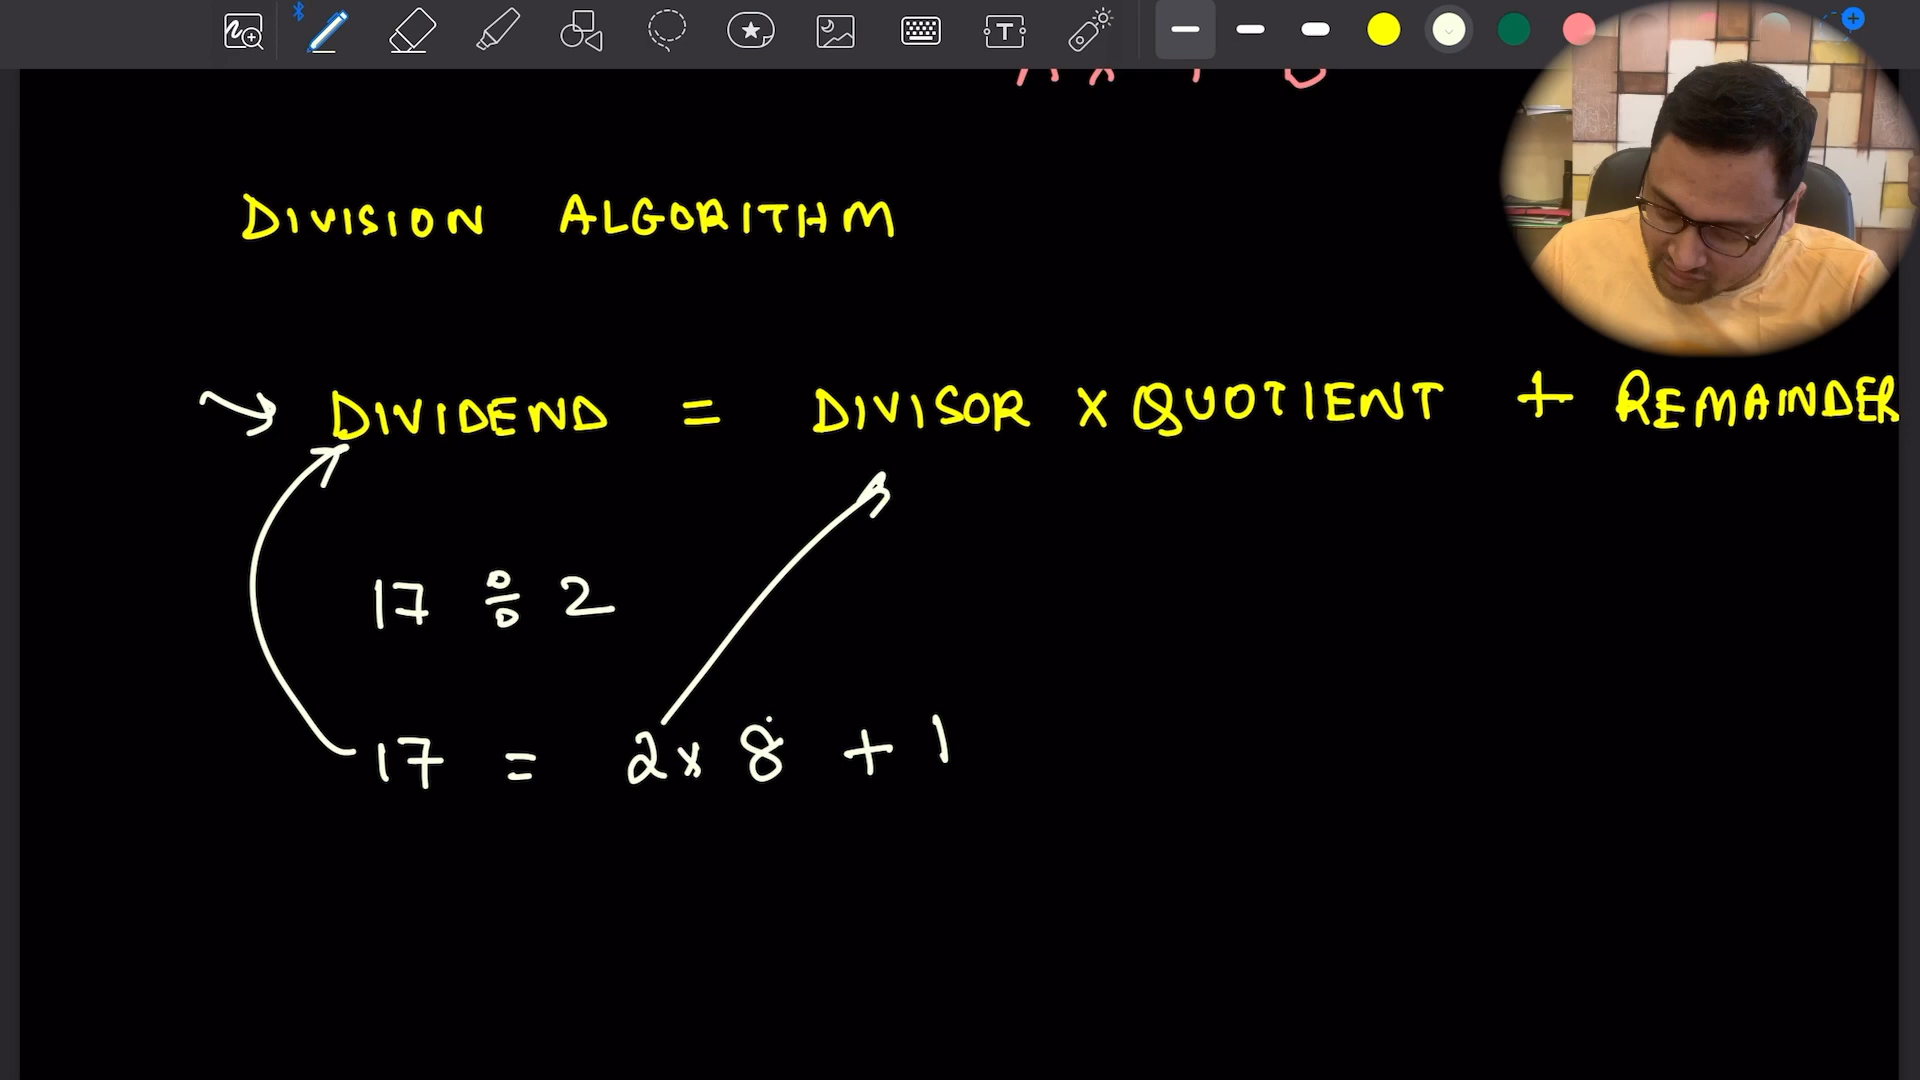 DIVISION ALGORITHM
DIVIDEND = DIVISOR × QUOTIENT + REMAINDER
17 ÷ 2
17 = 2 × 8 + 1